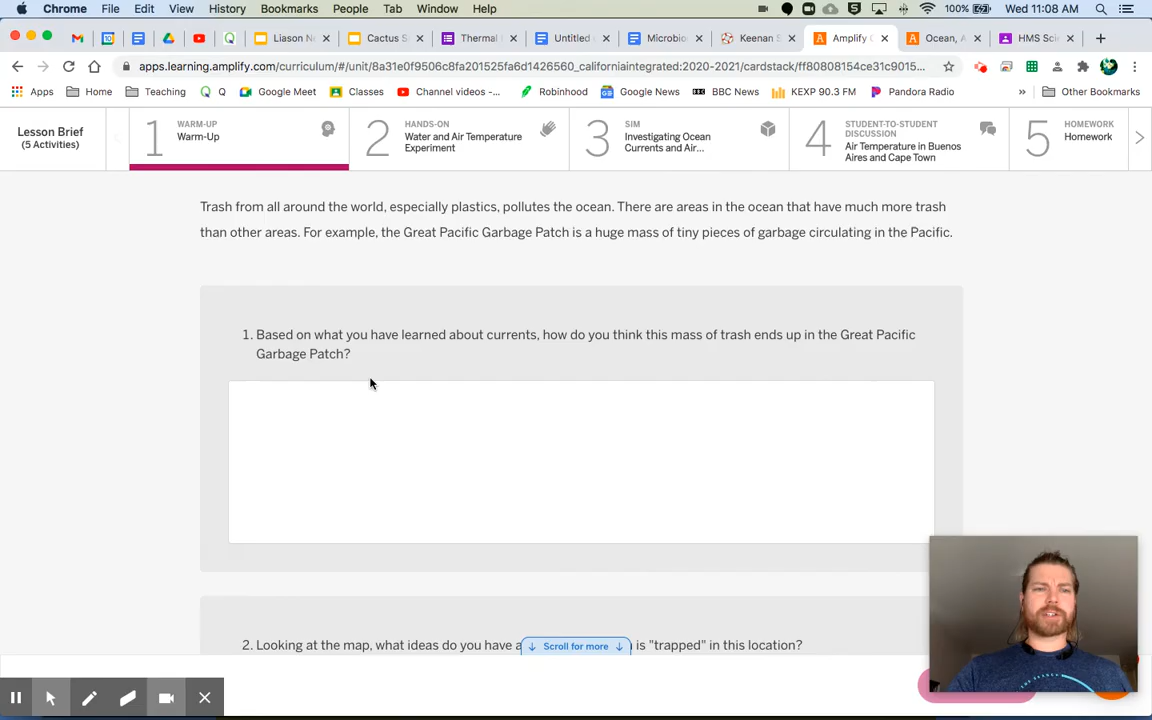 Chrome File Edit View History Bookmarks People Tab Window Help 100% Wed 11:08 AM
Liason N Cactus S Thermal Untitled Microbio Keenan S Amplify Ocean, A HMS Sci
apps.learning.amplify.com/curriculum/#/unit/8a31e0f9506c8fa201525fa6d1426560_californiaintegrated:2020-2021/cardstack/ff80808154ce31c9015...
Apps Home Teaching Q Google Meet Classes Channel videos -... Robinhood Google News BBC News KEXP 90.3 FM Pandora Radio » Other Bookmarks
Lesson Brief
(5 Activities)
1 WARM-UP
Warm-Up
2 HANDS-ON
Water and Air Temperature
Experiment
3 SIM
Investigating Ocean
Currents and Air...
4 STUDENT-TO-STUDENT
DISCUSSION
Air Temperature in Buenos
Aires and Cape Town
5 HOMEWORK
Homework
Trash from all around the world, especially plastics, pollutes the ocean. There are areas in the ocean that have much more trash
than other areas. For example, the Great Pacific Garbage Patch is a huge mass of tiny pieces of garbage circulating in the Pacific.
1. Based on what you have learned about currents, how do you think this mass of trash ends up in the Great Pacific
Garbage Patch?
2. Looking at the map, what ideas do you have a is "trapped" in this location?
Scroll for more